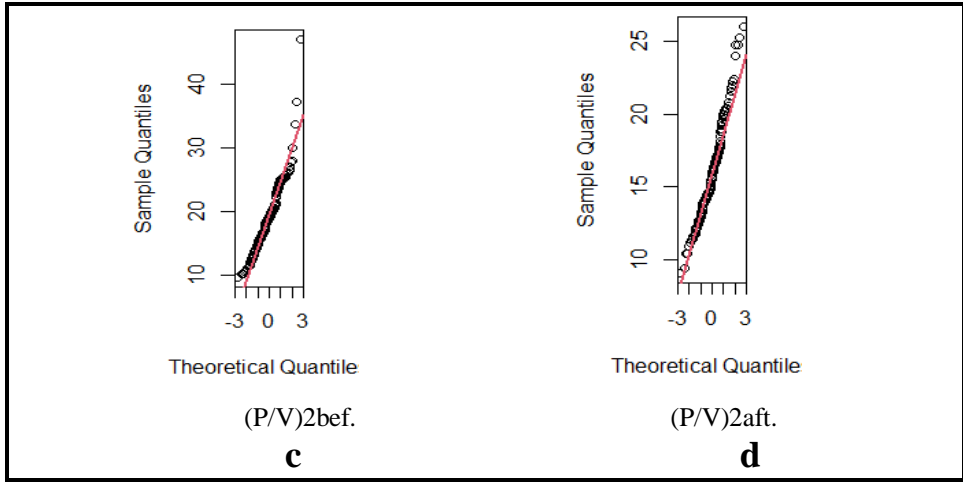 Sample Quantiles
10 20 30 40
-3 0 3
Theoretical Quantile
(P/V)2bef.
c
Sample Quantiles
10 15 20 25
-3 0 3
Theoretical Quantile
(P/V)2aft.
d